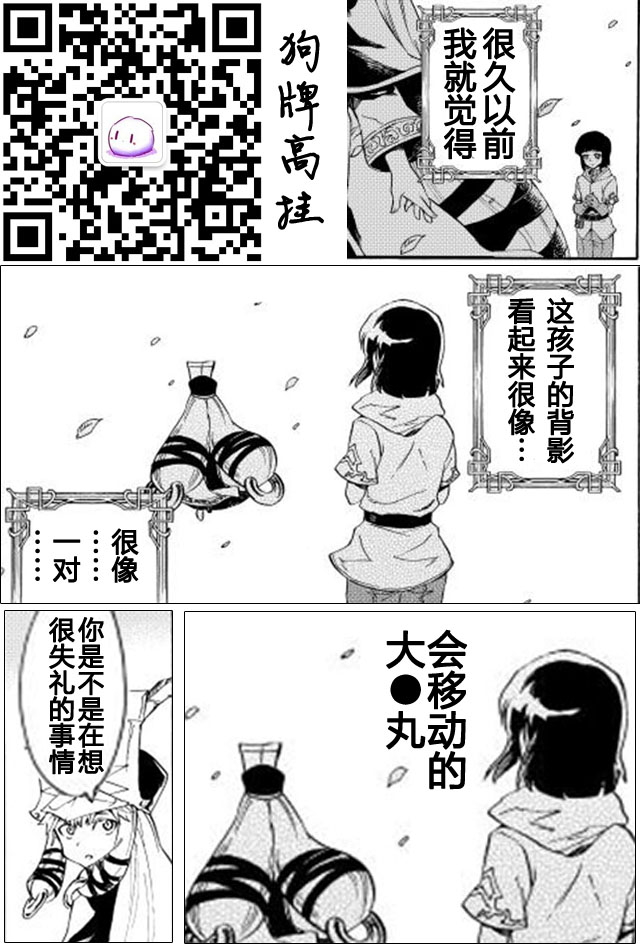 狗牌高挂
很久以前
我就觉得
这孩子的背影
看起来很像…
很像
……
一对
……
会移动的
大●丸
你是不是在想
很失礼的事情